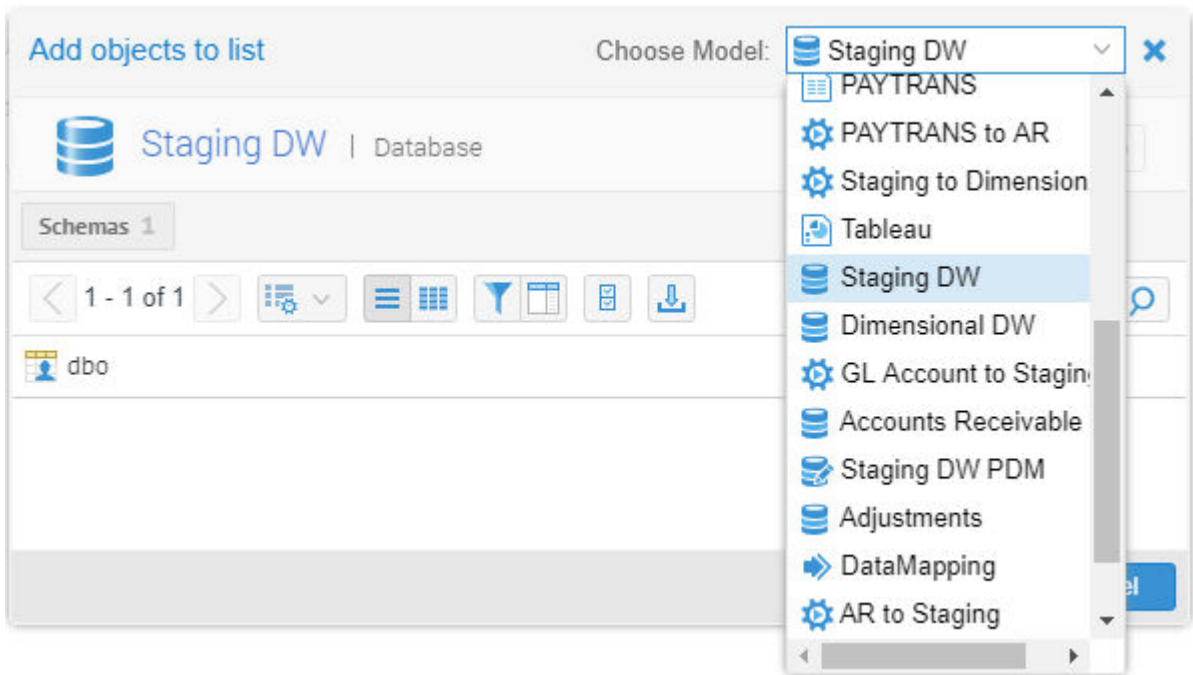 Add objects to list
Choose Model:
Staging DW
Staging DW | Database
Schemas 1
1 - 1 of 1
dbo
PAYTRANS
PAYTRANS to AR
Staging to Dimension
Tableau
Staging DW
Dimensional DW
GL Account to Staging
Accounts Receivable
Staging DW PDM
Adjustments
DataMapping
AR to Staging
el